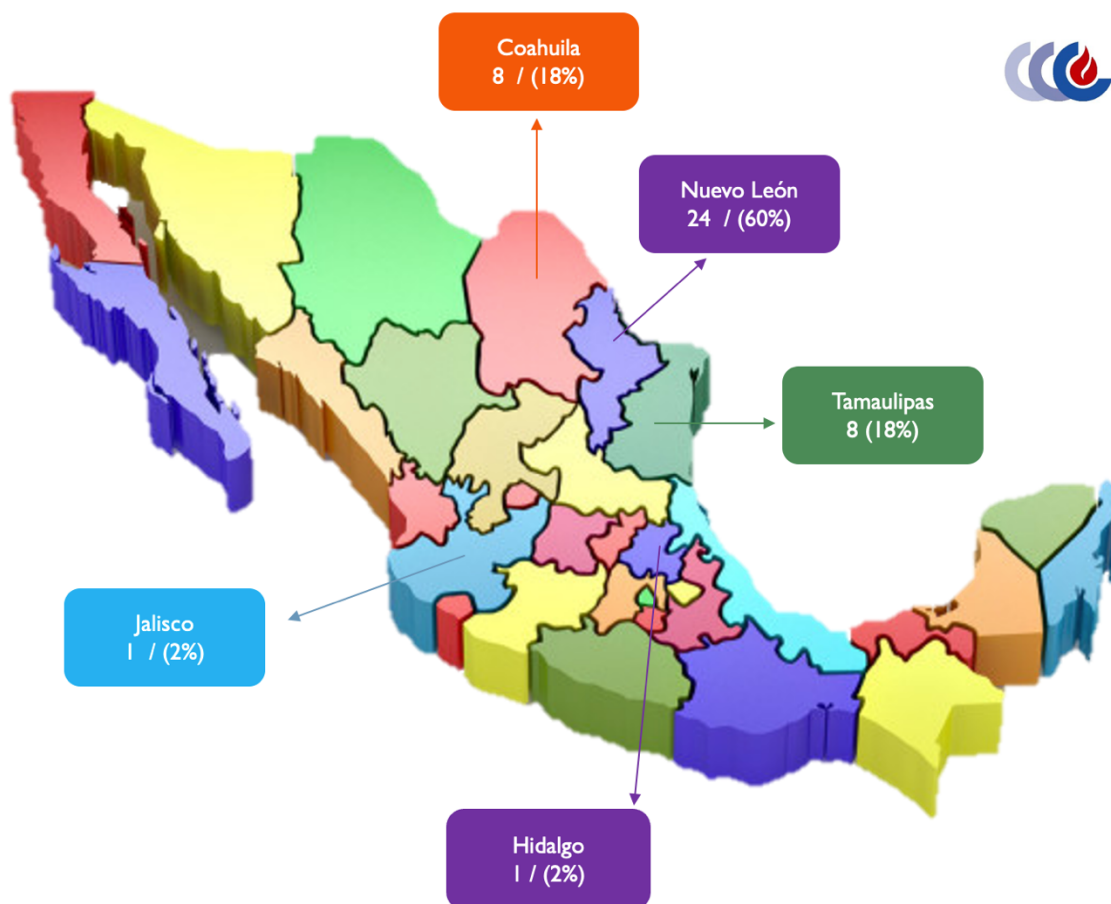 Coahuila
8 / (18%)
Nuevo León
24 / (60%)
Tamaulipas
8 (18%)
Jalisco
1 / (2%)
Hidalgo
1 / (2%)